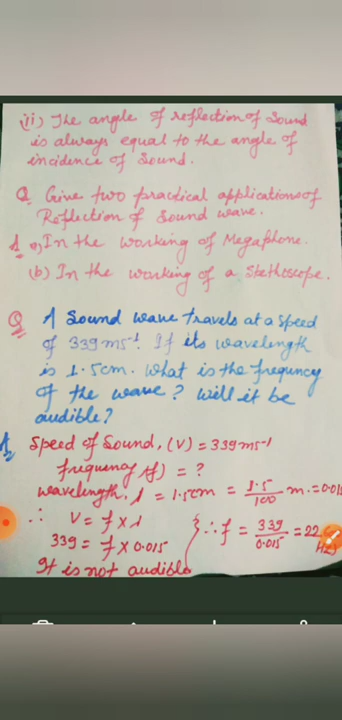 (ii) The angle of reflection of Sound
is always equal to the angle of
incidence of Sound.
Q Give two practical applications of
Reflection of Sound wave.
A a) In the working of Megaphone.
(b) In the working of a Stethoscope.
Q A Sound wave travels at a speed
of 339 ms⁻¹. If its wavelength
is 1.5cm. What is the frequency
of the wave? Will it be
audible?
A, Speed of Sound, (V) = 339 ms⁻¹
frequency (f) = ?
wavelength, λ = 1.5cm = 1.5/100 m. = 0.01
∴ V = f × λ
339 = f × 0.015
} ∴ f = 339/0.015 = 22
Hz
It is not audible